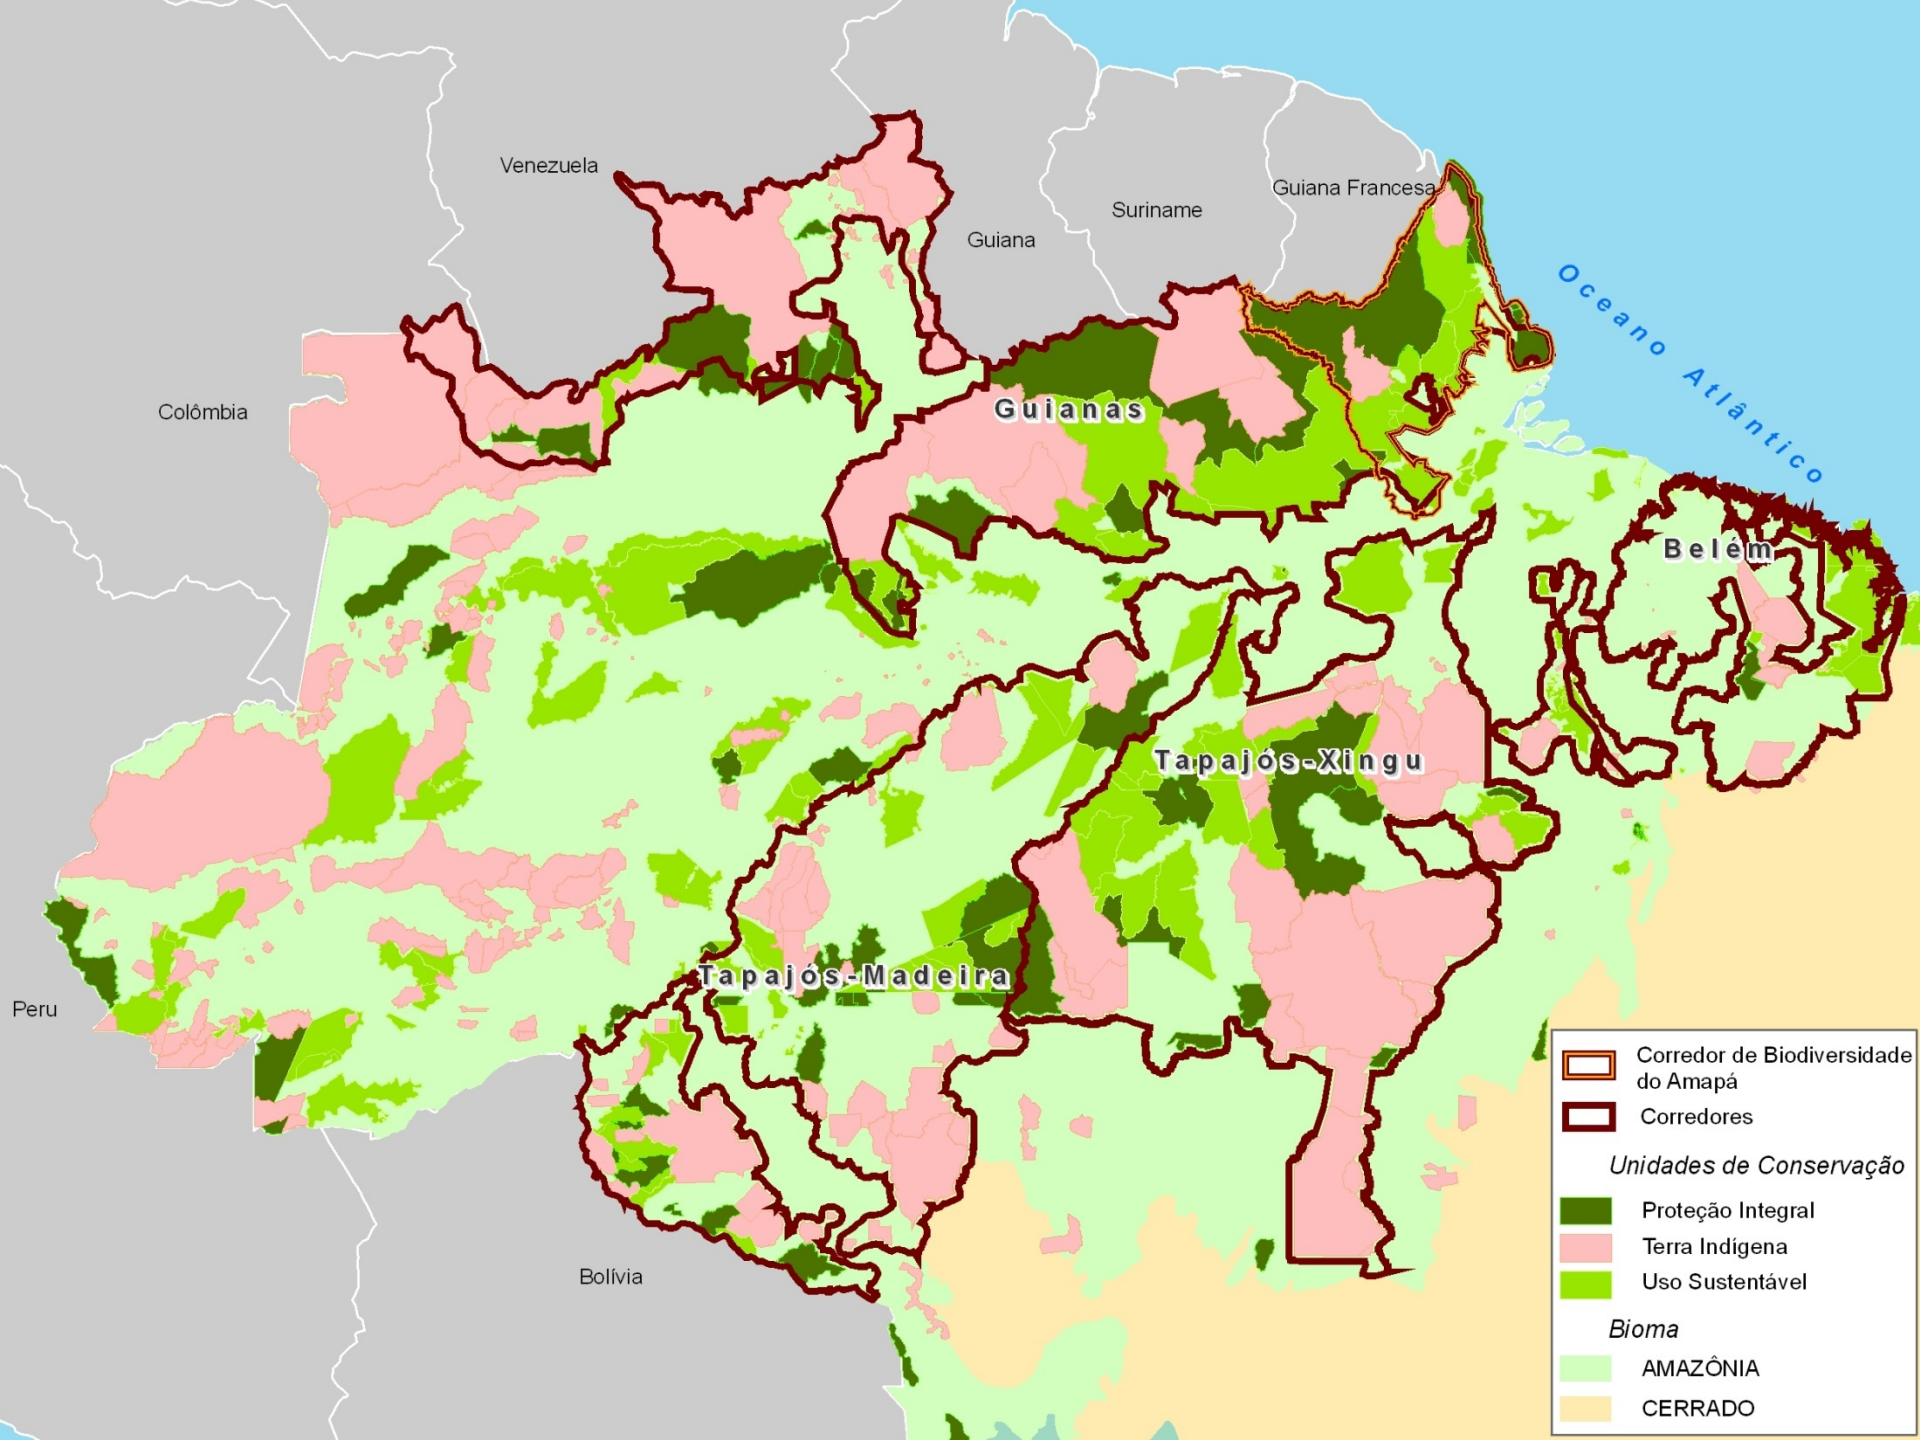 Venezuela
Guiana Francesa
Suriname
Guiana
Oceano Atlântico
Colômbia
Guianas
Belém
Tapajós-Xingu
Tapajós-Madeira
Peru
Bolívia
Corredor de Biodiversidade
do Amapá
Corredores
Unidades de Conservação
Proteção Integral
Terra Indígena
Uso Sustentável
Bioma
AMAZÔNIA
CERRADO